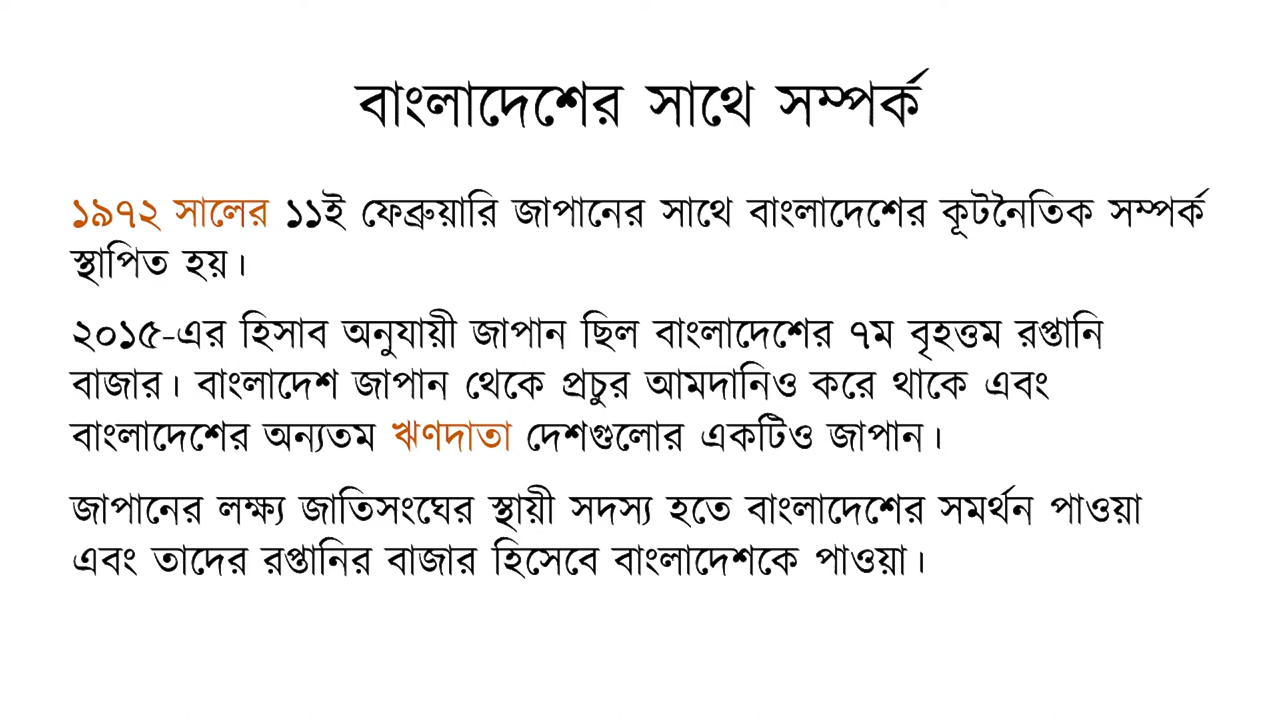 বাংলাদেশের সাথে সম্পর্ক
১৯৭২ সালের ১১ই ফেব্রুয়ারি জাপানের সাথে বাংলাদেশের কূটনৈতিক সম্পর্ক
স্থাপিত হয়।
২০১৫-এর হিসাব অনুযায়ী জাপান ছিল বাংলাদেশের ৭ম বৃহত্তম রপ্তানি
বাজার। বাংলাদেশ জাপান থেকে প্রচুর আমদানিও করে থাকে এবং
বাংলাদেশের অন্যতম ঋণদাতা দেশগুলোর একটিও জাপান।
জাপানের লক্ষ্য জাতিসংঘের স্থায়ী সদস্য হতে বাংলাদেশের সমর্থন পাওয়া
এবং তাদের রপ্তানির বাজার হিসেবে বাংলাদেশকে পাওয়া।